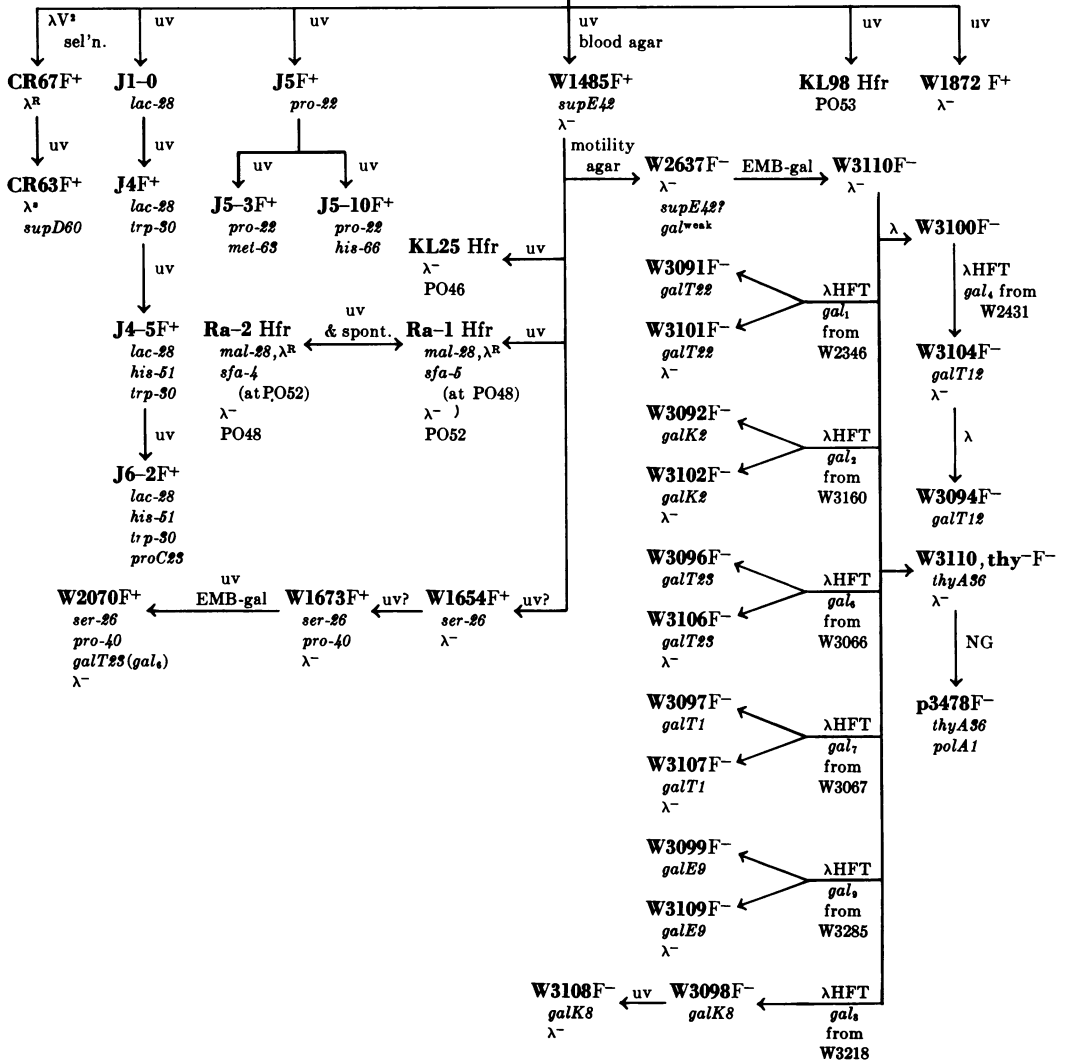 λV² sel'n.
uv
uv
uv
blood agar
uv
uv
CR67F⁺
λᴿ
uv
CR63F⁺
λˢ
supD60
J1–0
lac-28
uv
J4F⁺
lac-28
trp-30
uv
J4–5F⁺
lac-28
his-51
trp-30
uv
J6–2F⁺
lac-28
his-51
trp-30
proC23
J5F⁺
pro-22
uv
uv
J5–3F⁺
pro-22
met-63
J5–10F⁺
pro-22
his-66
W1485F⁺
supE42
λ⁻
KL98 Hfr
PO53
W1872 F⁺
λ⁻
motility
agar
W2637F⁻
λ⁻
supE42?
galʷᵉᵃᵏ
EMB-gal
W3110F⁻
λ⁻
KL25 Hfr
λ⁻
PO46
uv
Ra–2 Hfr
mal-28,λᴿ
sfa-4
(at PO52)
λ⁻
PO48
uv
& spont.
Ra–1 Hfr
mal-28,λᴿ
sfa-5
(at PO48)
λ⁻ )
PO52
uv
W2070F⁺
ser-26
pro-40
galT23(gal₆)
λ⁻
uv
EMB-gal
W1673F⁺
ser-26
pro-40
λ⁻
uv?
W1654F⁺
ser-26
λ⁻
uv?
λ
W3100F⁻
λHFT
gal₄ from
W2431
W3104F⁻
galT12
λ⁻
λ
W3094F⁻
galT12
W3110, thy⁻F⁻
thyA36
λ⁻
NG
p3478F⁻
thyA36
polA1
W3091F⁻
galT22
W3101F⁻
galT22
λ⁻
λHFT
gal₁
from
W2346
W3092F⁻
galK2
W3102F⁻
galK2
λ⁻
λHFT
gal₂
from
W3160
W3096F⁻
galT23
W3106F⁻
galT23
λ⁻
λHFT
gal₆
from
W3066
W3097F⁻
galT1
W3107F⁻
galT1
λ⁻
λHFT
gal₇
from
W3067
W3099F⁻
galE9
W3109F⁻
galE9
λ⁻
λHFT
gal₉
from
W3285
W3108F⁻
galK8
λ⁻
uv
W3098F⁻
galK8
λHFT
gal₈
from
W3218